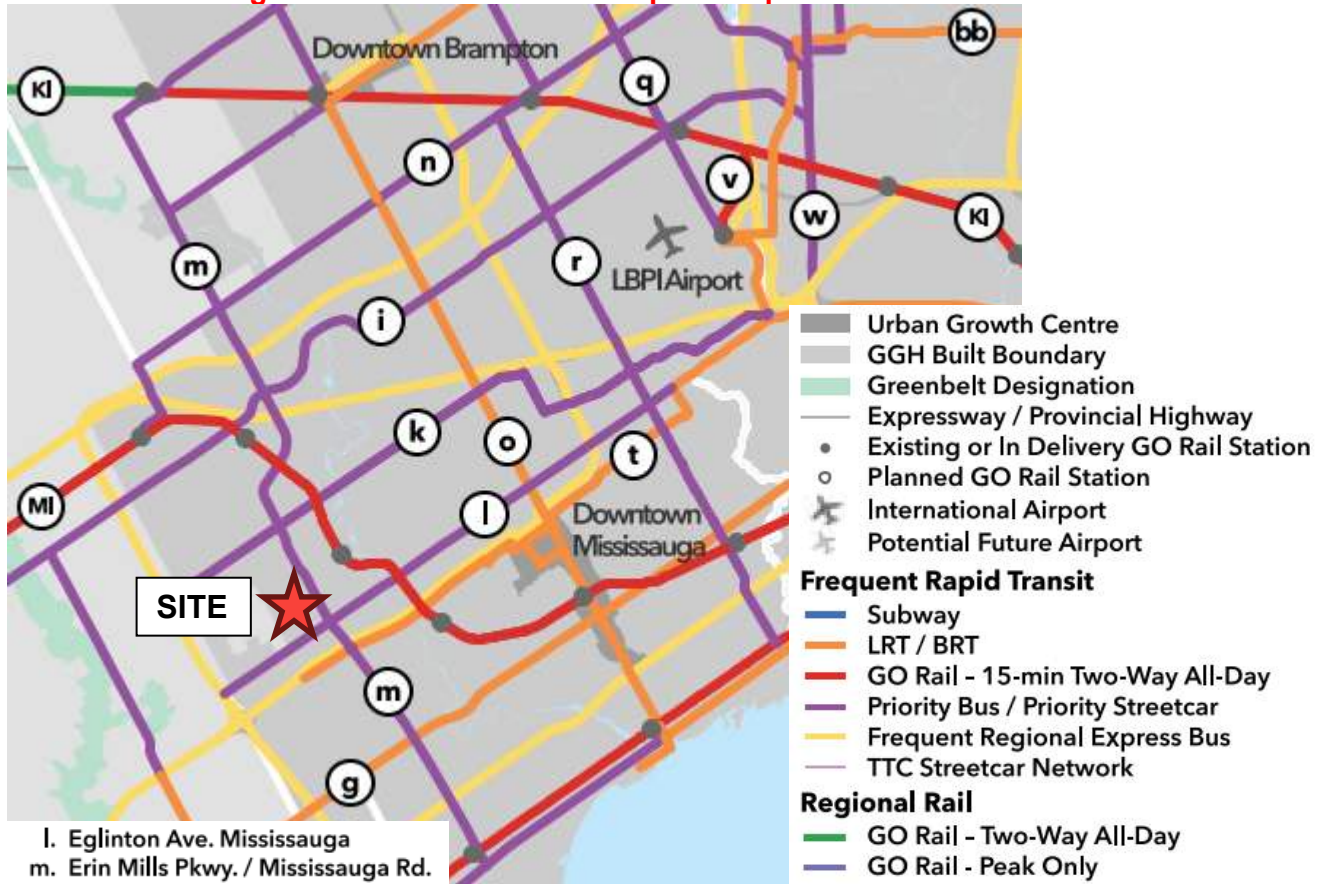 Downtown Brampton
Kl
bb
q
n
v
w
Kl
m
r
LBPI Airport
i
k
o
t
Ml
l
Downtown
Mississauga
SITE
m
g
l. Eglinton Ave. Mississauga
m. Erin Mills Pkwy. / Mississauga Rd.
Urban Growth Centre
GGH Built Boundary
Greenbelt Designation
Expressway / Provincial Highway
Existing or In Delivery GO Rail Station
Planned GO Rail Station
International Airport
Potential Future Airport
Frequent Rapid Transit
Subway
LRT / BRT
GO Rail – 15-min Two-Way All-Day
Priority Bus / Priority Streetcar
Frequent Regional Express Bus
TTC Streetcar Network
Regional Rail
GO Rail – Two-Way All-Day
GO Rail - Peak Only